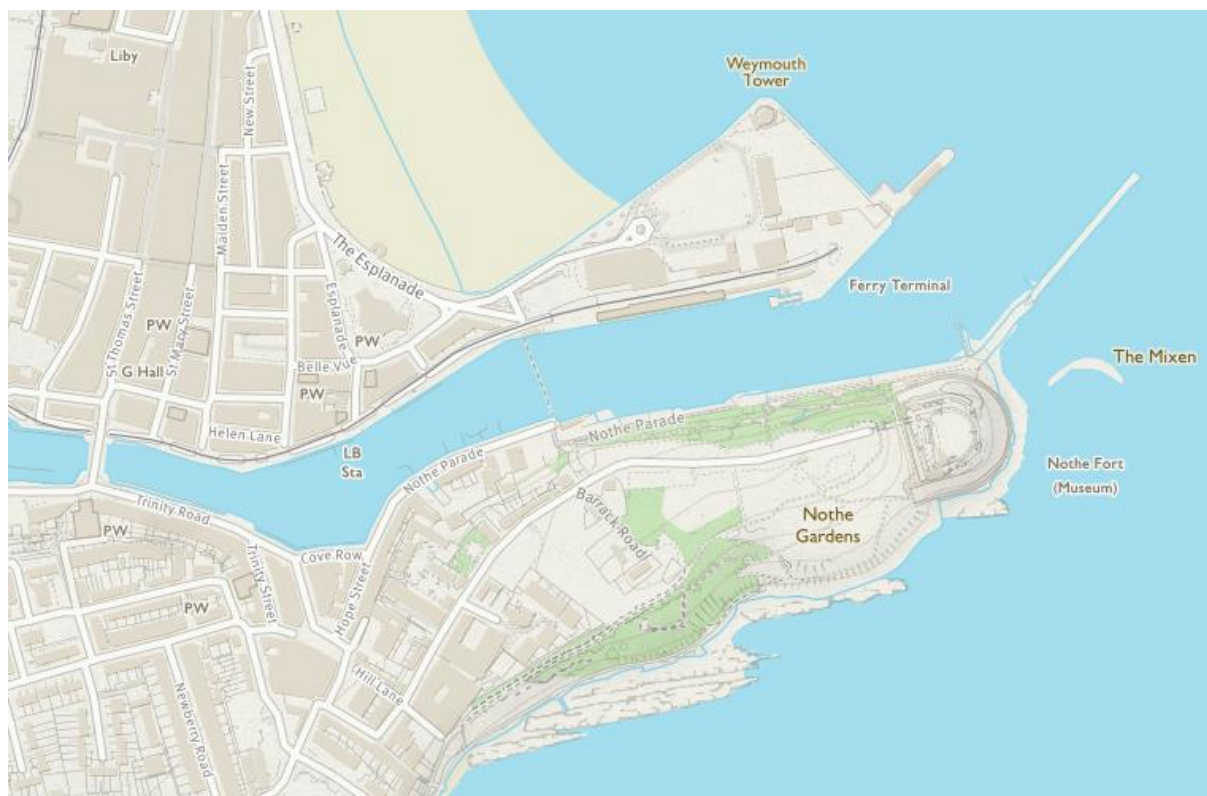 Weymouth
Tower
Liby
New Street
Maiden Street
The Esplanade
Ferry Terminal
Esplanade
St Thomas Street
St Mary Street
PW
PW
The Mixen
G Hall
Belle Vue
PW
Helen Lane
Nothe Parade
LB
Sta
Nothe Parade
Nothe Fort
(Museum)
Trinity Road
Barrack Road
Nothe
Gardens
PW
Cove Row
Trinity Street
Hope Street
PW
Hill Lane
Newberry Road